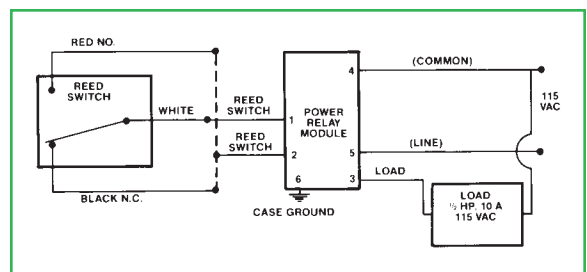 RED NO.
REED
SWITCH
WHITE
BLACK N.C.
REED
SWITCH
REED
SWITCH
1
2
6
4
5
3
POWER
RELAY
MODULE
CASE GROUND
(COMMON)
(LINE)
LOAD
115
VAC
LOAD
½ HP, 10 A
115 VAC